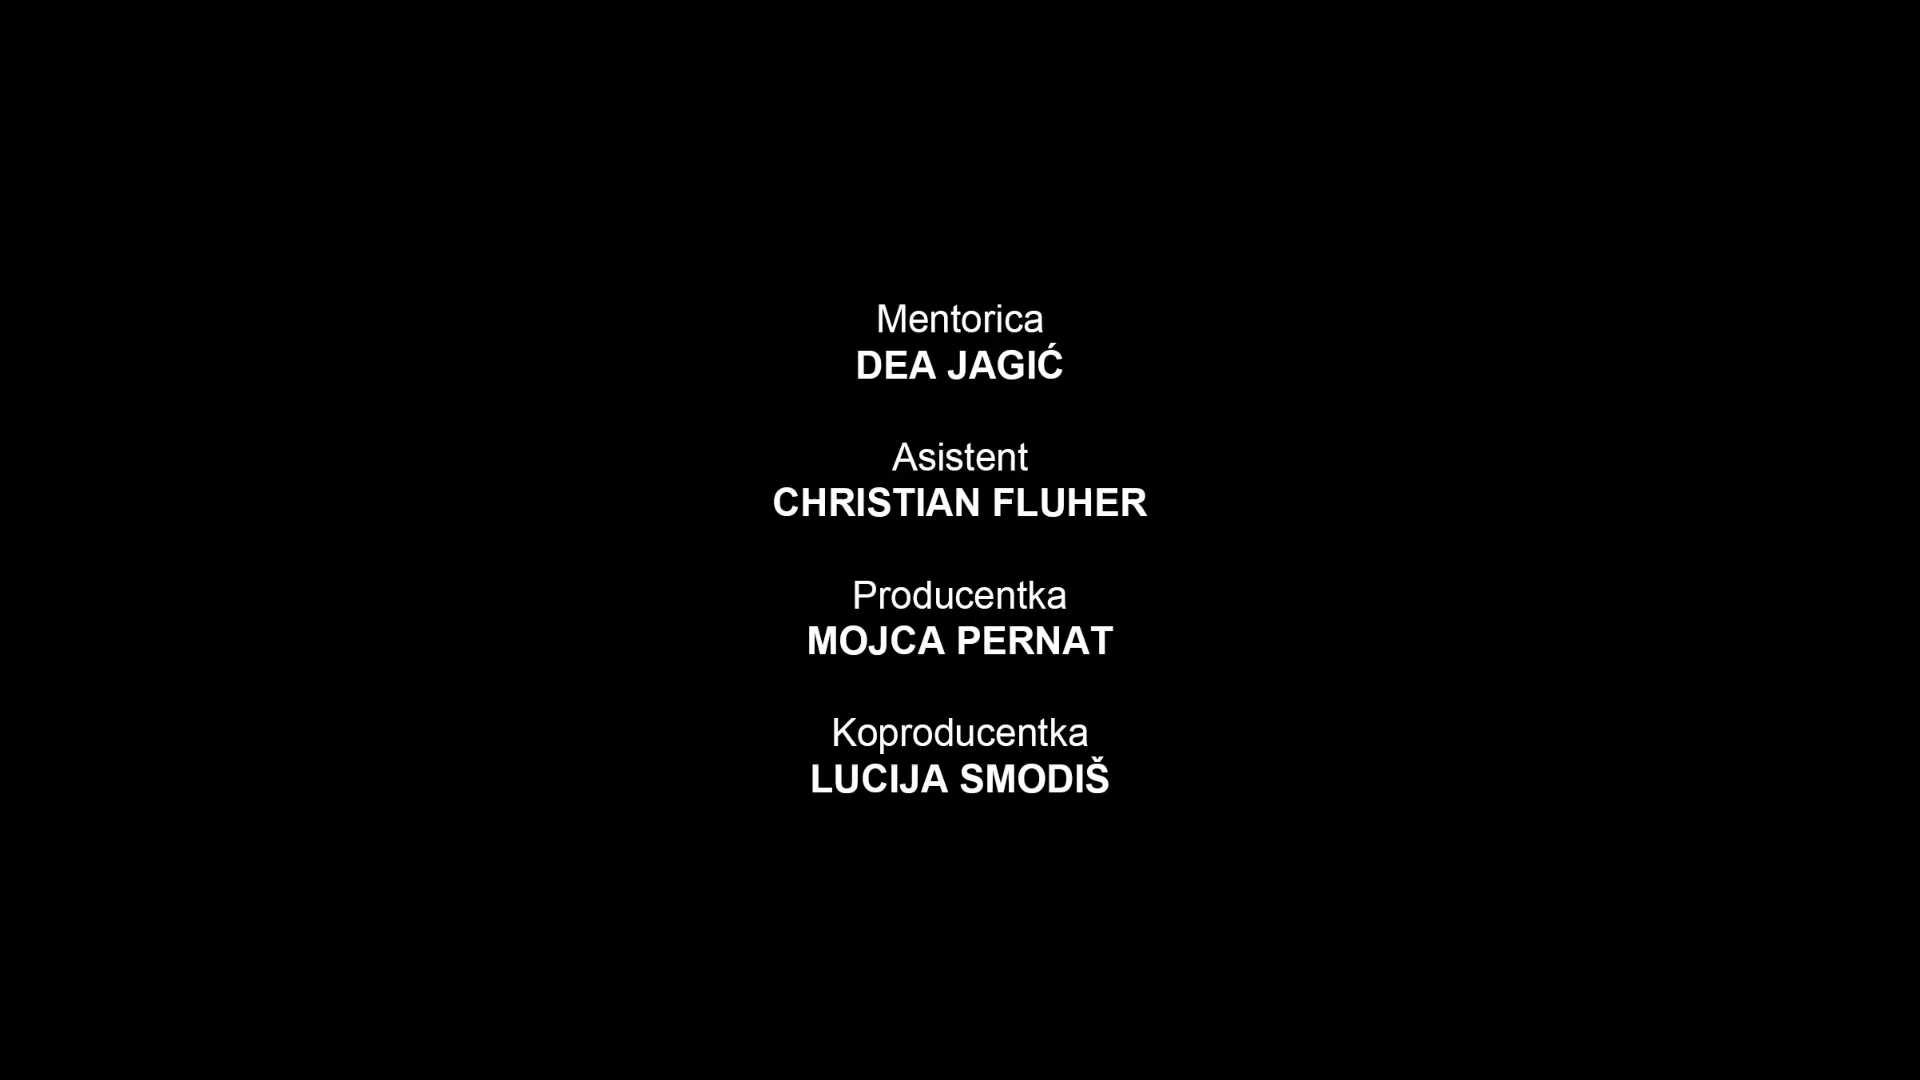 Mentorica
DEA JAGIĆ
Asistent
CHRISTIAN FLUHER
Producentka
MOJCA PERNAT
Koproducentka
LUCIJA SMODIŠ